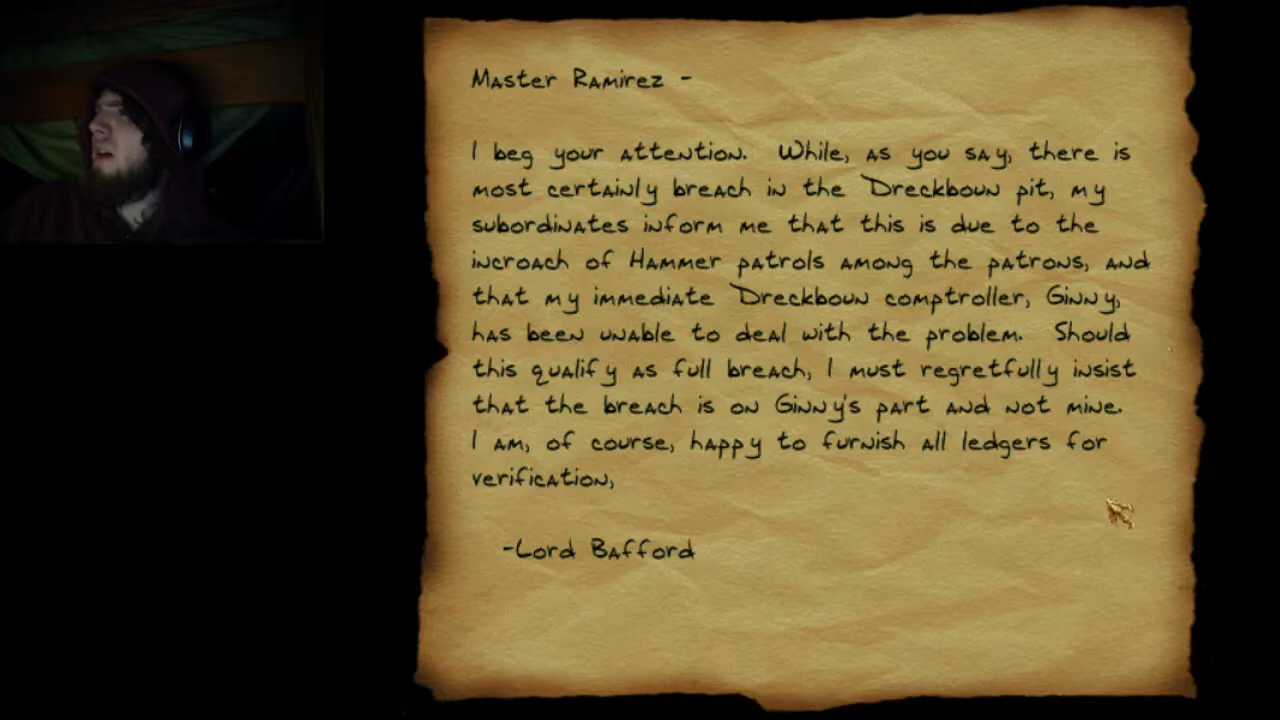 Master Ramirez -
I beg your attention. While, as you say, there is
most certainly breach in the Dreckboun pit, my
subordinates inform me that this is due to the
incroach of Hammer patrols among the patrons, and
that my immediate Dreckboun comptroller, Ginny,
has been unable to deal with the problem. Should
this qualify as full breach, I must regretfully insist
that the breach is on Ginny's part and not mine.
I am, of course, happy to furnish all ledgers for
verification,
-Lord Bafford